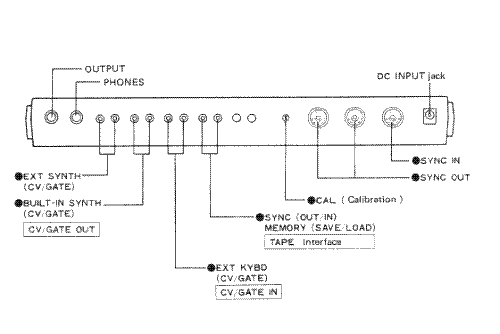 OUTPUT
PHONES
DC INPUT jack
SYNC IN
SYNC OUT
EXT SYNTH
(CV/GATE)
BUILT-IN SYNTH
(CV/GATE)
CV/GATE OUT
CAL (Calibration)
SYNC (OUT/IN)
MEMORY (SAVE/LOAD)
TAPE Interface
EXT KYBD
(CV/GATE)
CV/GATE IN